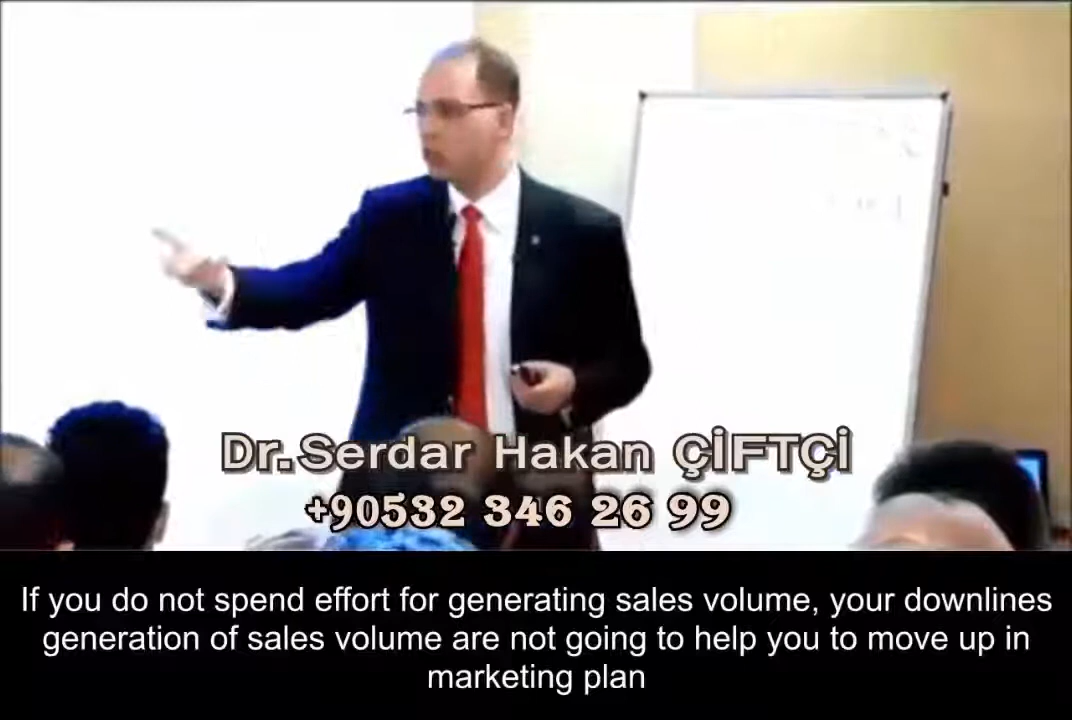 Dr.Serdar Hakan ÇİFTÇİ
+90532 346 26 99
If you do not spend effort for generating sales volume, your downlines
generation of sales volume are not going to help you to move up in
marketing plan